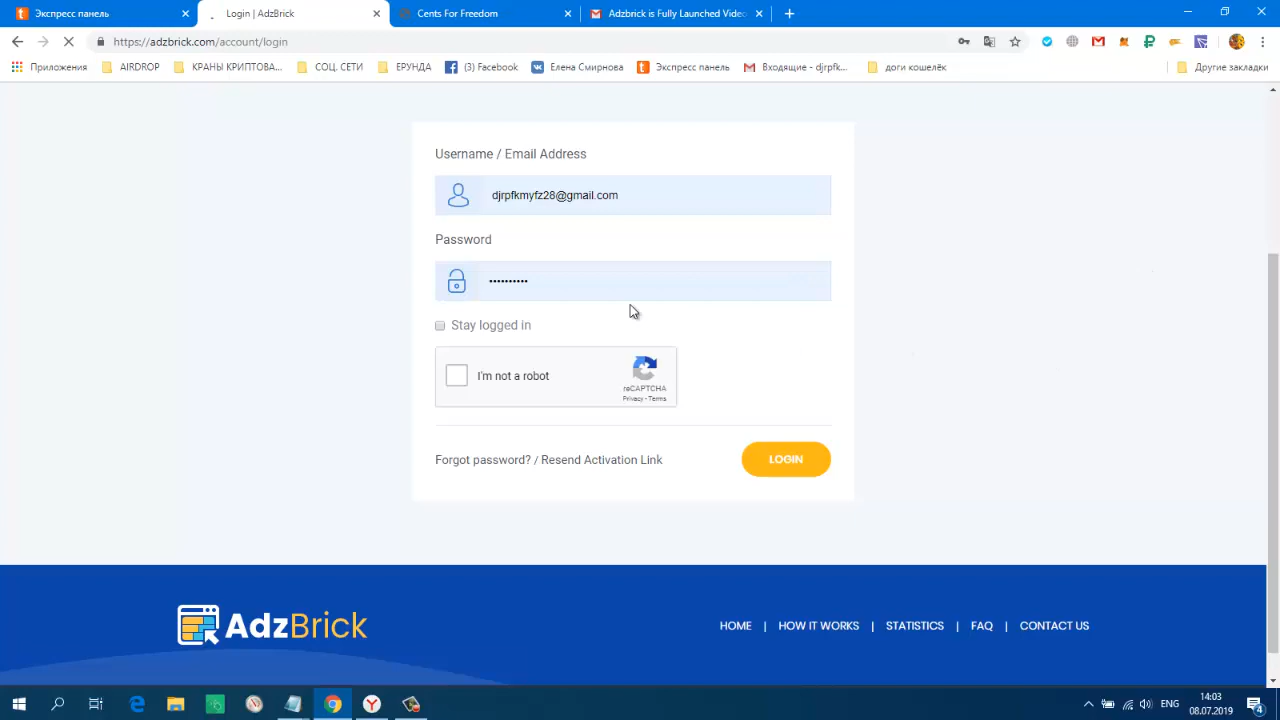 Экспресс панель
Login | AdzBrick
Cents For Freedom
Adzbrick is Fully Launched Video
https://adzbrick.com/account/login
Приложения
AIRDROP
КРАНЫ КРИПТОВА...
СОЦ. СЕТИ
ЕРУНДА
(3) Facebook
Елена Смирнова
Экспресс панель
Входящие - djrpfk...
доги кошелёк
Другие закладки
Username / Email Address
djrpfkmyfz28@gmail.com
Password
••••••••••
Stay logged in
I'm not a robot
reCAPTCHA
Privacy - Terms
Forgot password? / Resend Activation Link
LOGIN
AdzBrick
HOME | HOW IT WORKS | STATISTICS | FAQ | CONTACT US
14:03
ENG
08.07.2019
4